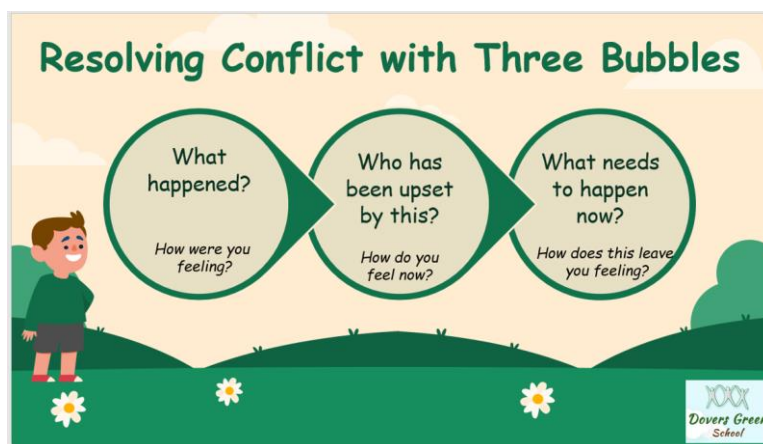 Resolving Conflict with Three Bubbles
What
happened?
How were you
feeling?
Who has
been upset
by this?
How do you
feel now?
What needs
to happen
now?
How does this leave
you feeling?
Dovers Green
School